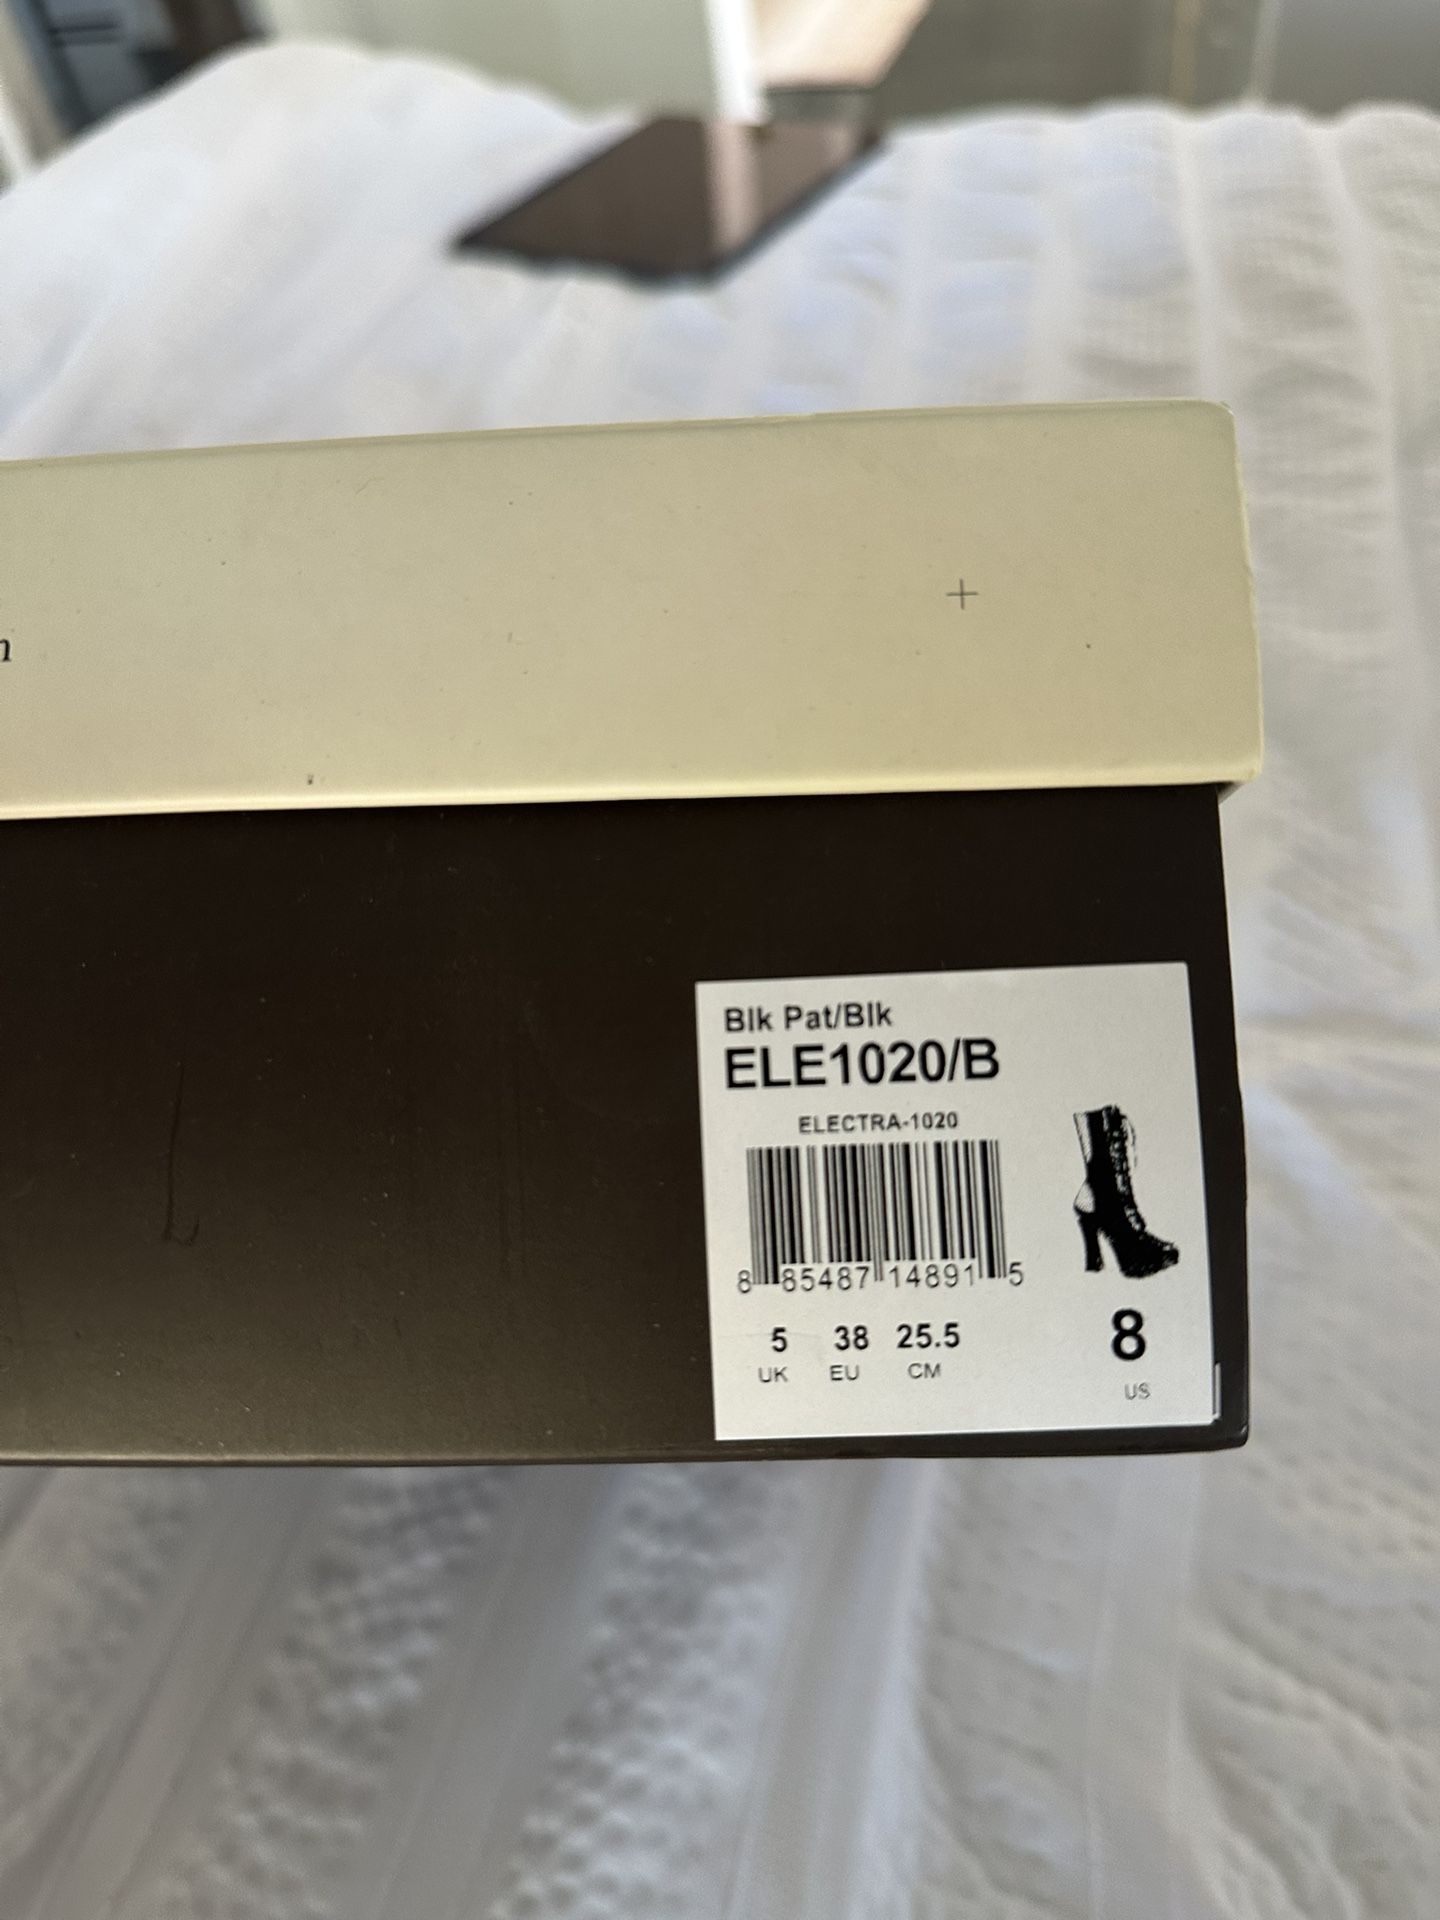 n
Blk Pat/Blk
ELE1020/B
ELECTRA-1020
8 85487 14891 5
5 38 25.5 8
UK EU CM US